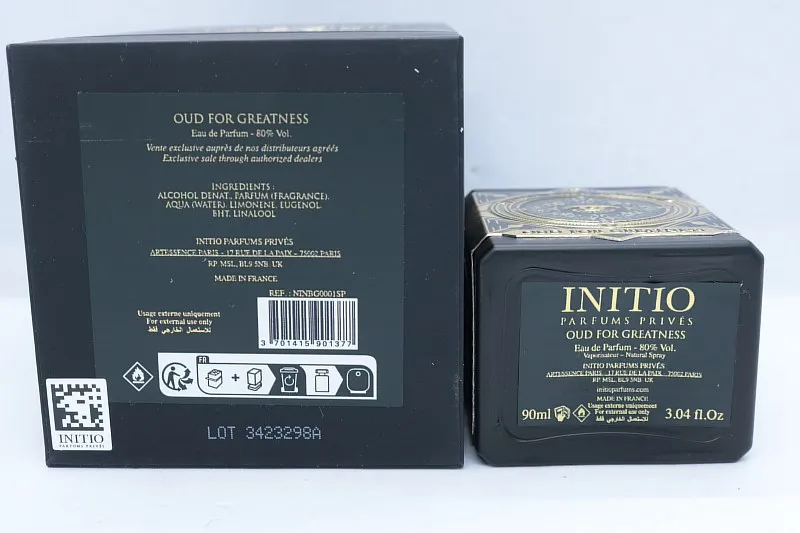 OUD FOR GREATNESS
Eau de Parfum - 80% Vol.
Vente exclusive auprès de nos distributeurs agréés
Exclusive sale through authorized dealers
INGREDIENTS :
ALCOHOL DENAT., PARFUM (FRAGRANCE),
AQUA (WATER), LIMONENE, EUGENOL,
BHT, LINALOOL
INITIO PARFUMS PRIVÉS
ARTESSENCE PARIS - 17 RUE DE LA PAIX - 75002 PARIS
RP. MSL, BL9 5NB. UK
MADE IN FRANCE
REF. : NINBG0001SP
Usage externe uniquement
For external use only
للاستعمال الخارجي فقط
3 701415 901377
FR
INITIO
PARFUMS PRIVÉS
LOT 3423298A
OUD FOR GREATNESS
INITIO
PARFUMS PRIVÉS
OUD FOR GREATNESS
Eau de Parfum - 80% Vol.
Vaporisateur - Natural Spray
INITIO PARFUMS PRIVÉS
ARTESSENCE PARIS - 17 RUE DE LA PAIX - 75002 PARIS
RP. MSL, BL9 5NB. UK
initioparfums.com
MADE IN FRANCE
Usage externe uniquement
For external use only
للاستعمال الخارجي فقط
90ml
3.04 fl.Oz